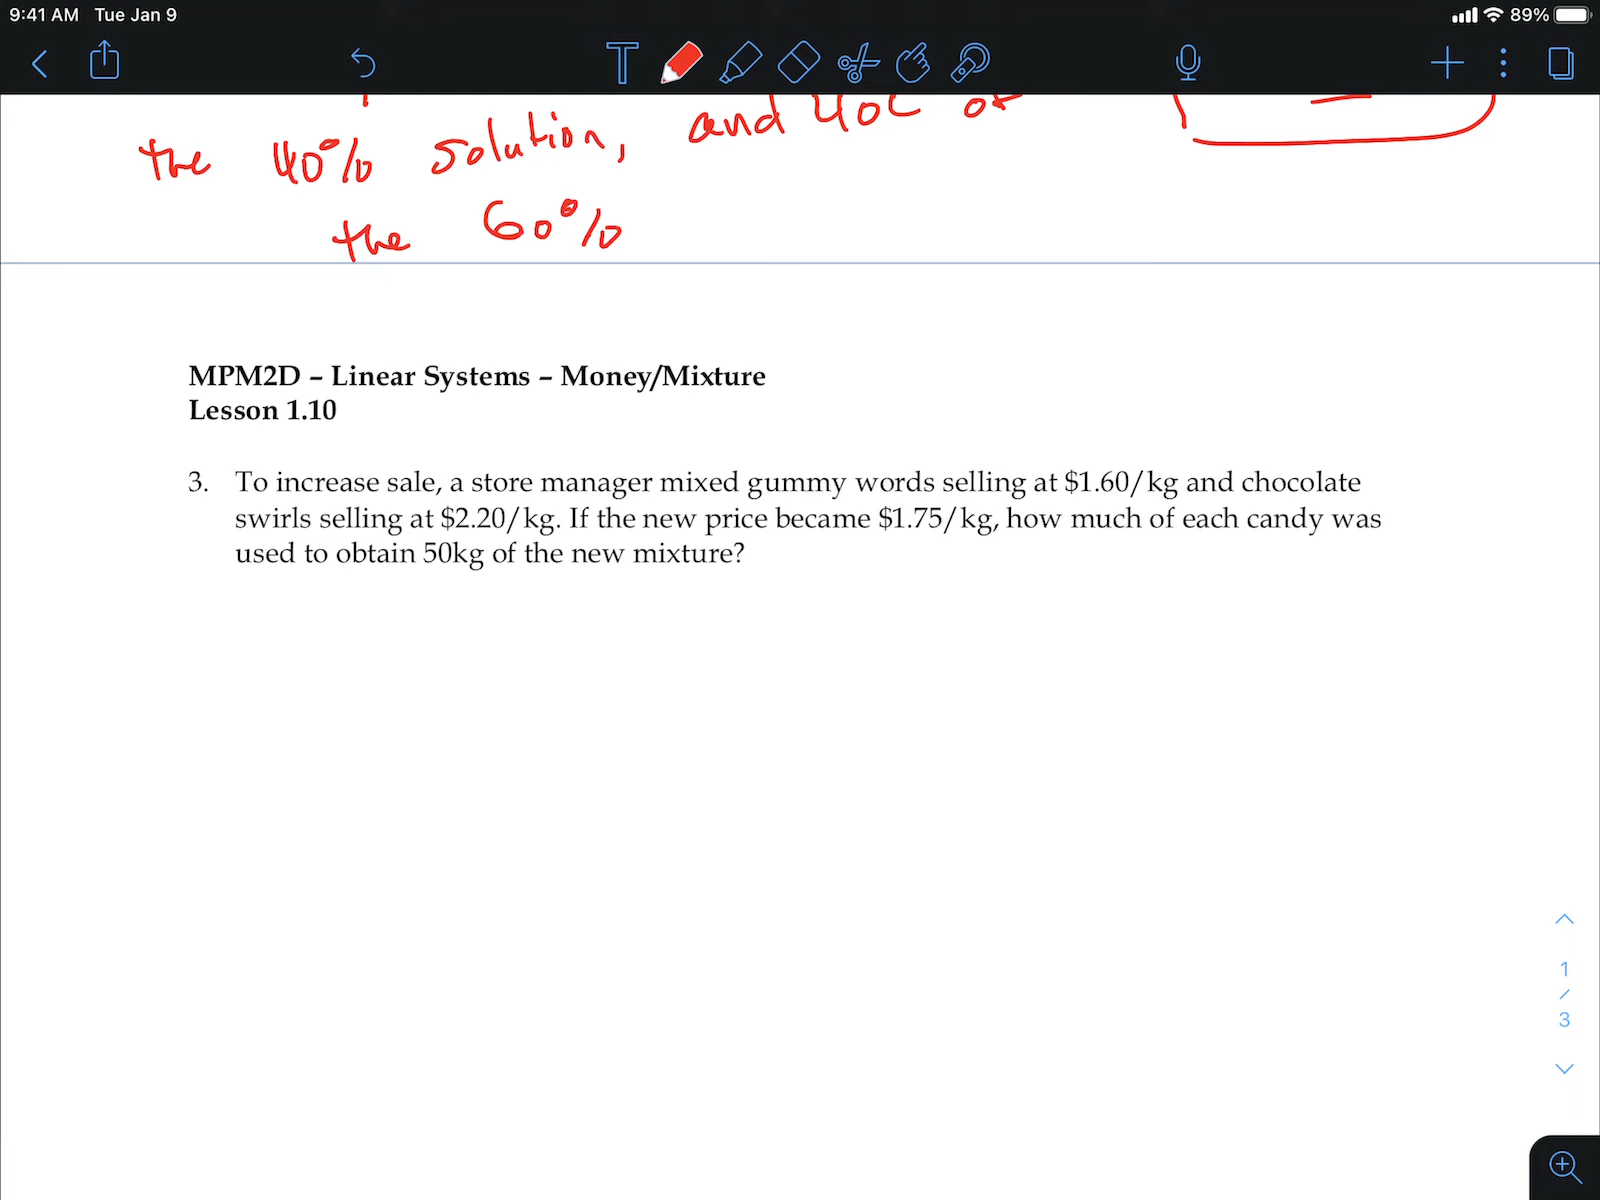 9:41 AM Tue Jan 9
89%
and 40L of
the 40% solution,
the 60%
MPM2D – Linear Systems – Money/Mixture
Lesson 1.10
3. To increase sale, a store manager mixed gummy words selling at $1.60/kg and chocolate
swirls selling at $2.20/kg. If the new price became $1.75/kg, how much of each candy was
used to obtain 50kg of the new mixture?
1
/
3